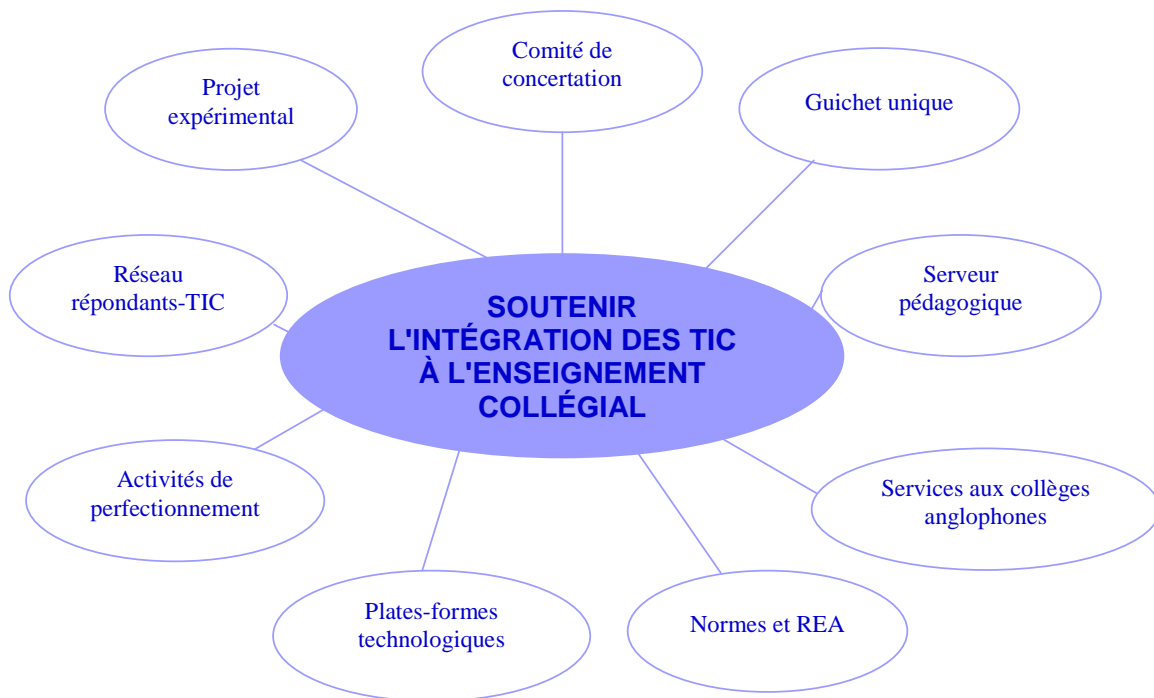 Comité de
concertation
Projet
expérimental
Guichet unique
Réseau
répondants-TIC
Serveur
pédagogique
SOUTENIR
L'INTÉGRATION DES TIC
À L'ENSEIGNEMENT
COLLÉGIAL
Activités de
perfectionnement
Services aux collèges
anglophones
Plates-formes
technologiques
Normes et REA